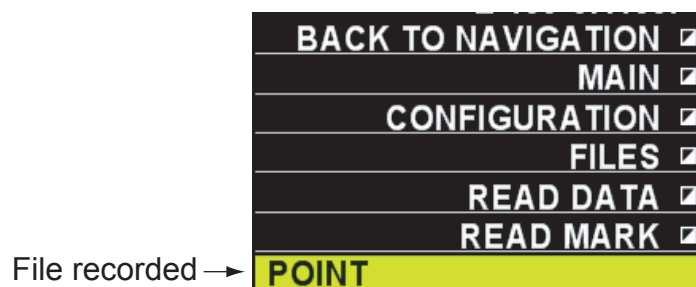 BACK TO NAVIGATION
MAIN
CONFIGURATION
FILES
READ DATA
READ MARK
File recorded → POINT